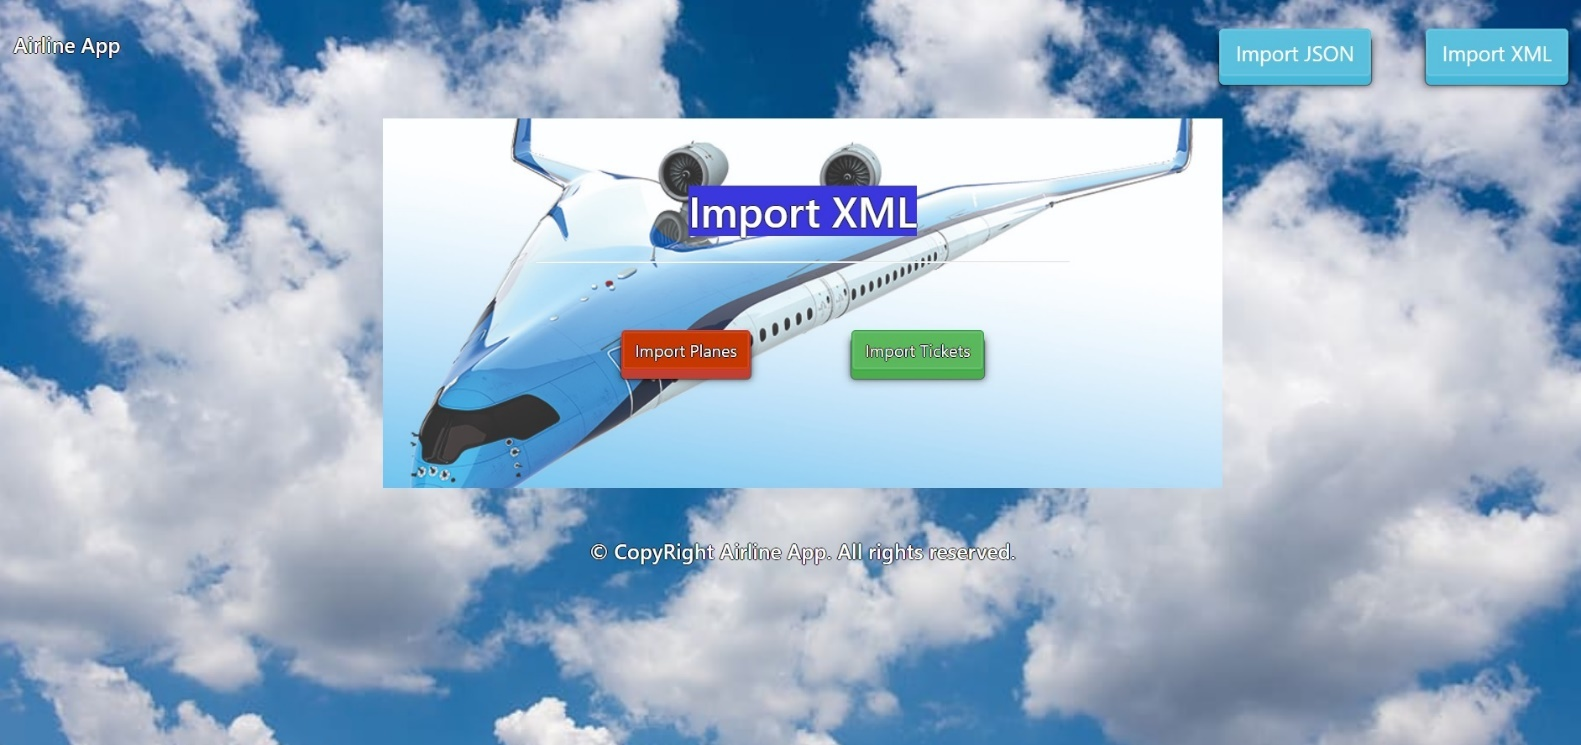 Airline App
Import JSON
Import XML
Import XML
Import Planes
Import Tickets
© CopyRight Airline App. All rights reserved.